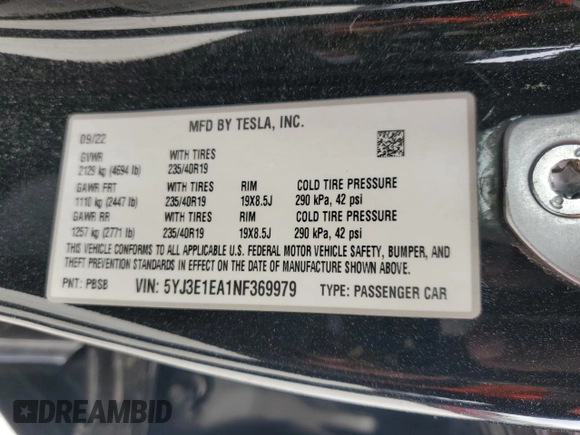 MFD BY TESLA, INC.
09/22
GVWR WITH TIRES
2129 kg (4694 lb) 235/40R19
GAWR FRT WITH TIRES RIM COLD TIRE PRESSURE
1110 kg (2447 lb) 235/40R19 19X8.5J 290 kPa, 42 psi
GAWR RR WITH TIRES RIM COLD TIRE PRESSURE
1257 kg (2771 lb) 235/40R19 19X8.5J 290 kPa, 42 psi
THIS VEHICLE CONFORMS TO ALL APPLICABLE U.S. FEDERAL MOTOR VEHICLE SAFETY, BUMPER, AND
THEFT PREVENTION STANDARDS IN EFFECT ON THE DATE OF MANUFACTURE SHOWN ABOVE.
PNT: PBSB VIN: 5YJ3E1EA1NF369979 TYPE: PASSENGER CAR
DREAMBID